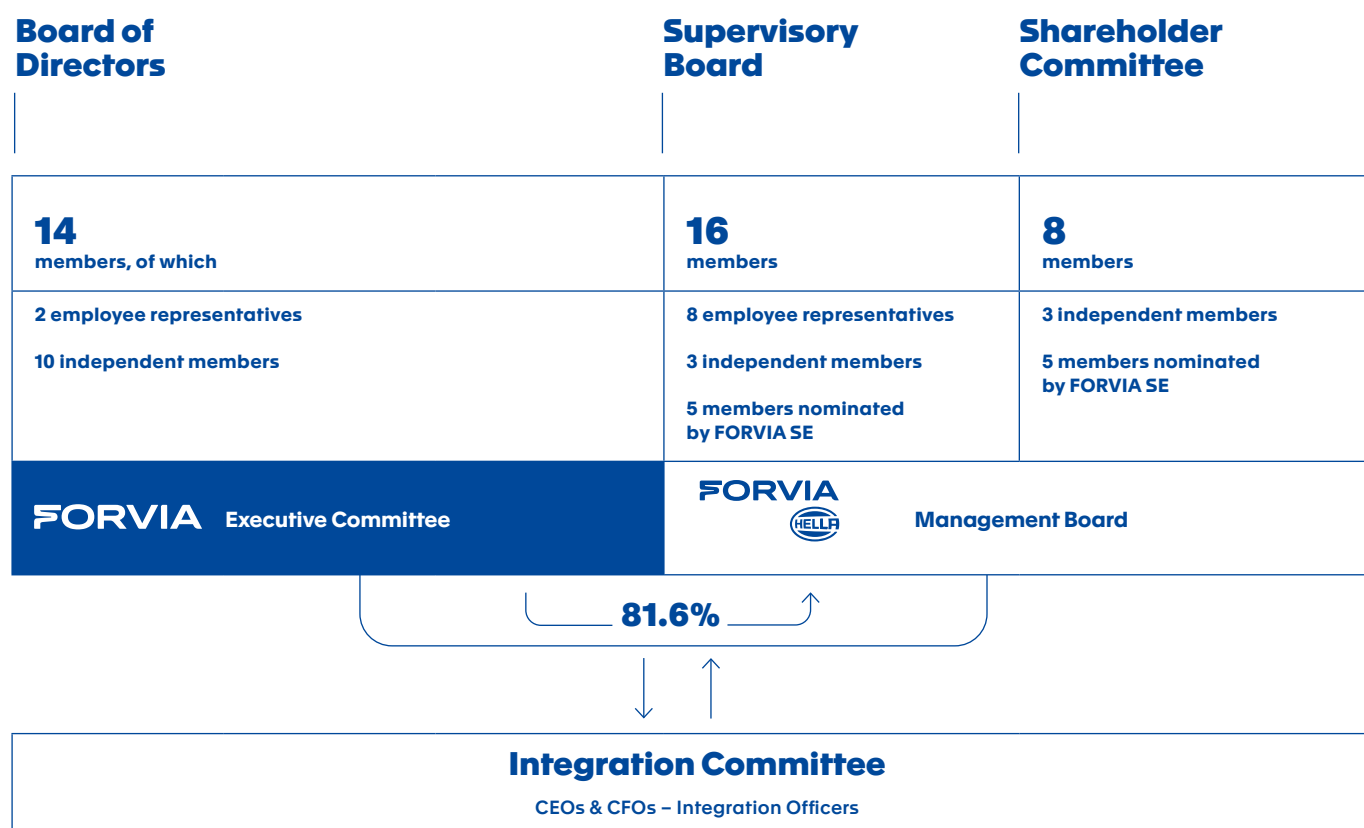 Board of
Directors
Supervisory
Board
Shareholder
Committee
14
members, of which
16
members
8
members
2 employee representatives
10 independent members
8 employee representatives
3 independent members
5 members nominated
by FORVIA SE
3 independent members
5 members nominated
by FORVIA SE
FORVIA Executive Committee
FORVIA
HELLA
Management Board
81.6%
Integration Committee
CEOs & CFOs – Integration Officers